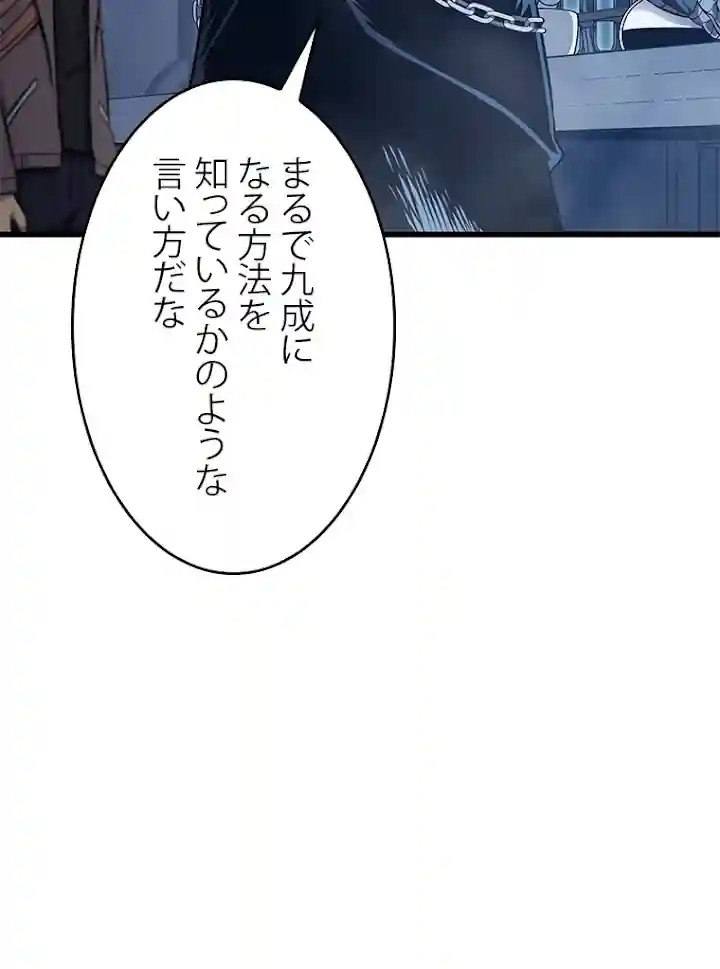 まるで九成に
なる方法を
知っているかのような
言い方だな